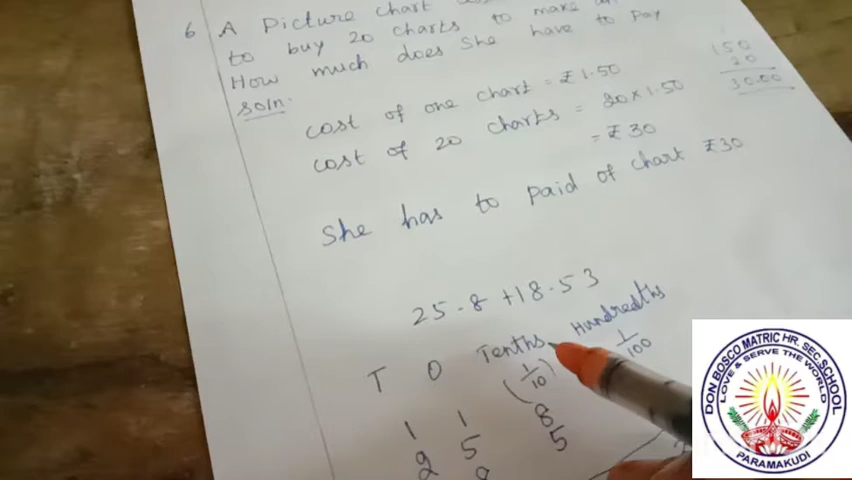 6 A Picture chart
to buy 20 charts to make
How much does she have to Pay
Soln.
cost of one chart = ₹1.50
cost of 20 charts = 20 × 1.50
= ₹30
150
20
30.00
She has to paid of chart ₹30
25.8 + 18.53
T O Tenths Hundredths
(1/10) 1/100
1 1 8
2 5 5
DON BOSCO MATRIC HR. SEC. SCHOOL
LOVE & SERVE THE WORLD
PARAMAKUDI